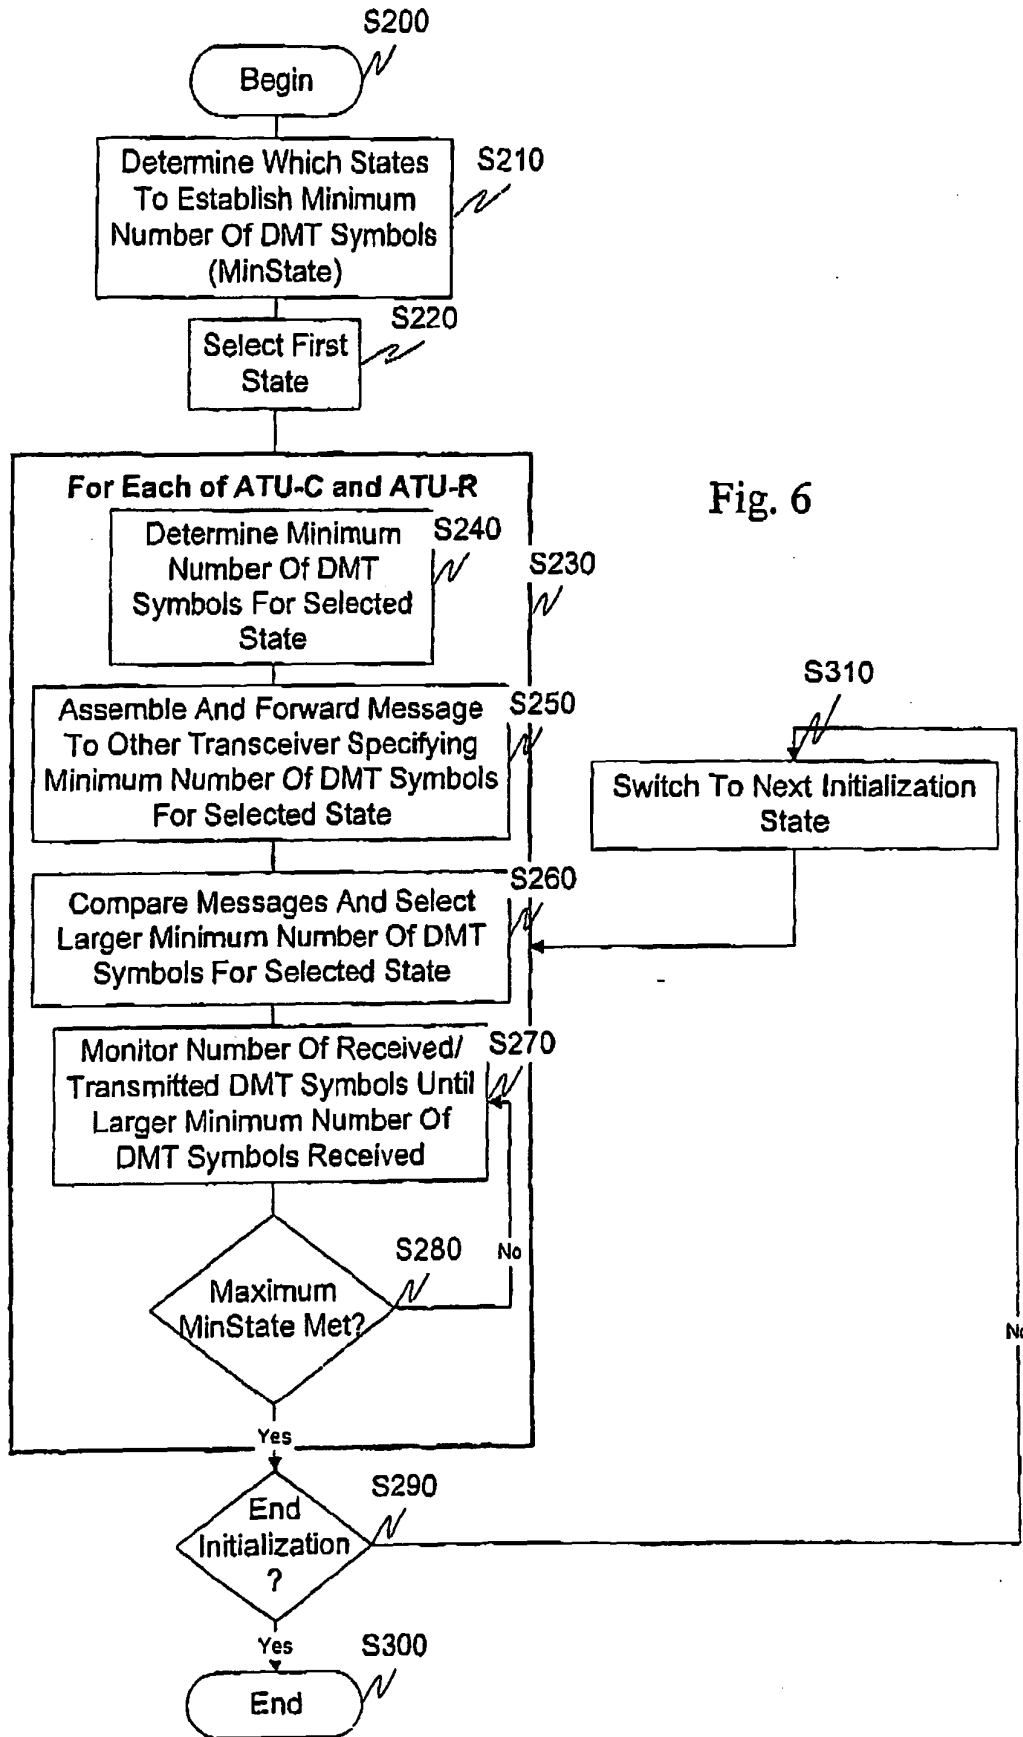 S200
Begin
S210
Determine Which States
To Establish Minimum
Number Of DMT Symbols
(MinState)
S220
Select First
State
For Each of ATU-C and ATU-R
Fig. 6
S240
Determine Minimum
Number Of DMT
Symbols For Selected
State
S230
S250
Assemble And Forward Message
To Other Transceiver Specifying
Minimum Number Of DMT Symbols
For Selected State
S310
Switch To Next Initialization
State
S260
Compare Messages And Select
Larger Minimum Number Of DMT
Symbols For Selected State
S270
Monitor Number Of Received/
Transmitted DMT Symbols Until
Larger Minimum Number Of
DMT Symbols Received
S280
No
Maximum
MinState Met?
No
Yes
S290
End
Initialization
?
Yes
S300
End